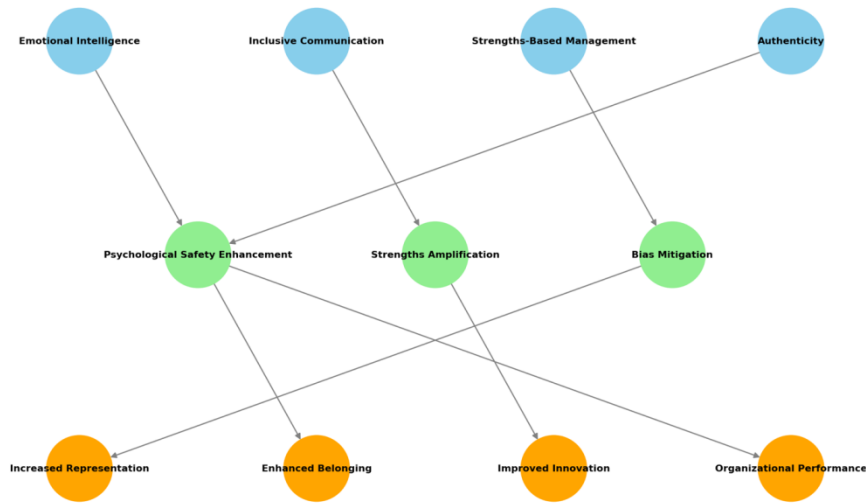 Emotional Intelligence
Inclusive Communication
Strengths-Based Management
Authenticity
Psychological Safety Enhancement
Strengths Amplification
Bias Mitigation
Increased Representation
Enhanced Belonging
Improved Innovation
Organizational Performance